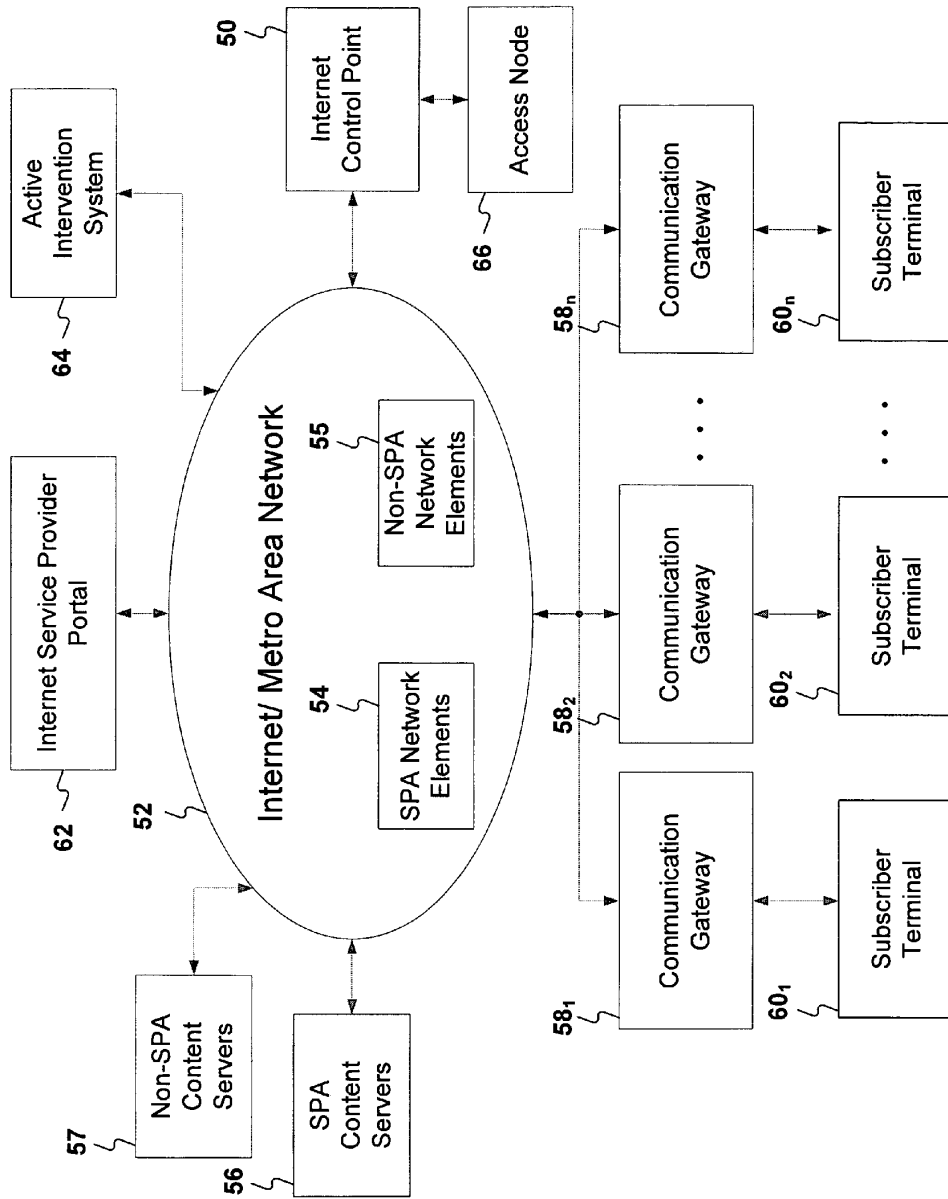 Internet Service Provider
Portal
62
Active
Intervention
System
64
Non-SPA
Content
Servers
57
SPA
Content
Servers
56
52
Internet/ Metro Area Network
54
SPA Network
Elements
55
Non-SPA
Network
Elements
50
Internet
Control Point
66
Access Node
58₁
Communication
Gateway
58₂
Communication
Gateway
• • •
58ₙ
Communication
Gateway
60₁
Subscriber
Terminal
60₂
Subscriber
Terminal
• • •
60ₙ
Subscriber
Terminal